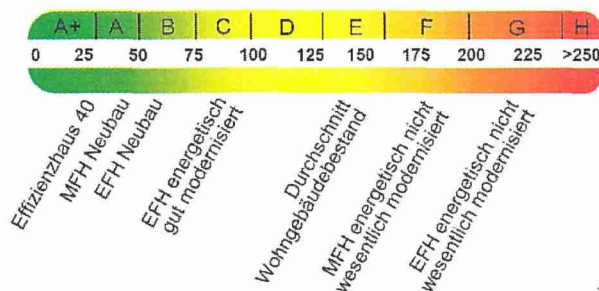 A+ A B C D E F G H
0 25 50 75 100 125 150 175 200 225 >250
Effizienzhaus 40
MFH Neubau
EFH Neubau
EFH energetisch
gut modernisiert
Durchschnitt
Wohngebäudebestand
MFH energetisch nicht
wesentlich modernisiert
EFH energetisch nicht
wesentlich modernisiert